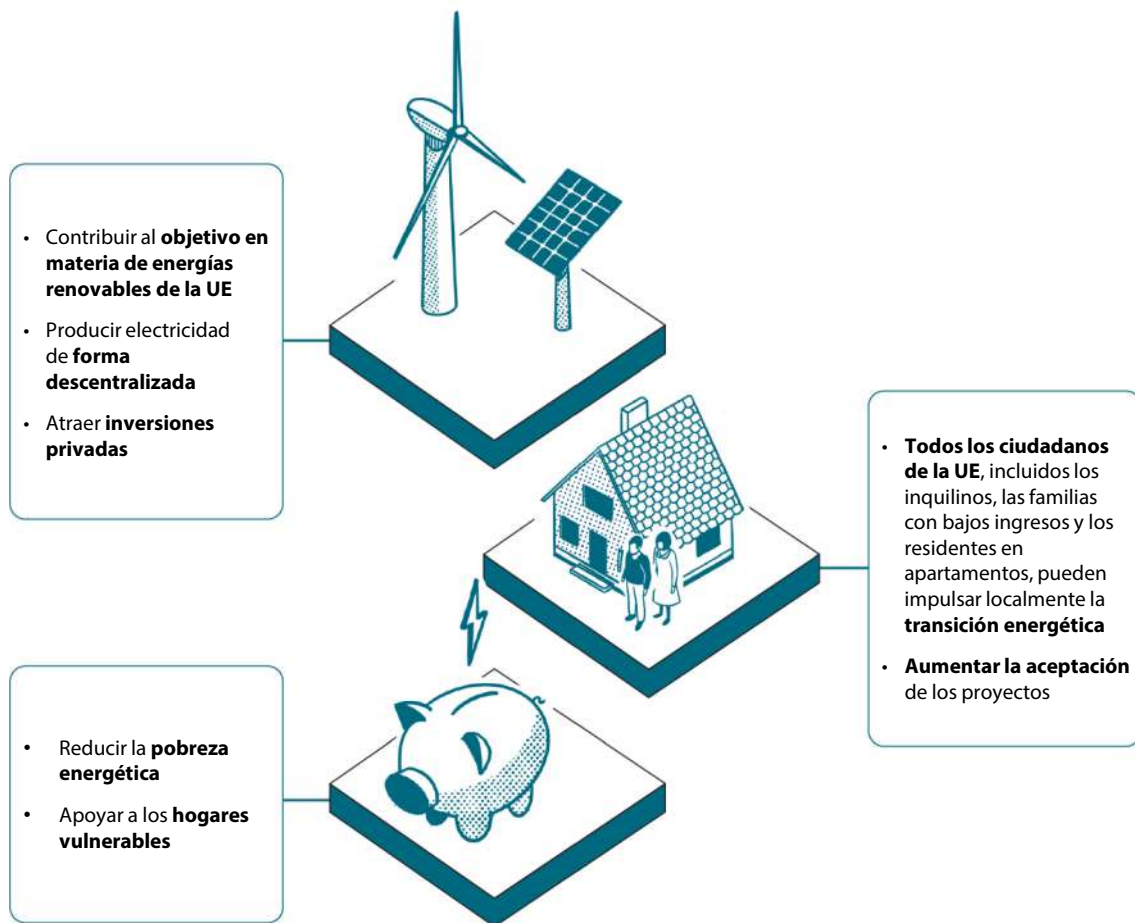 • Contribuir al objetivo en
materia de energías
renovables de la UE
• Producir electricidad
de forma
descentralizada
• Atraer inversiones
privadas
• Todos los ciudadanos
de la UE, incluidos los
inquilinos, las familias
con bajos ingresos y los
residentes en
apartamentos, pueden
impulsar localmente la
transición energética
• Aumentar la aceptación
de los proyectos
• Reducir la pobreza
energética
• Apoyar a los hogares
vulnerables